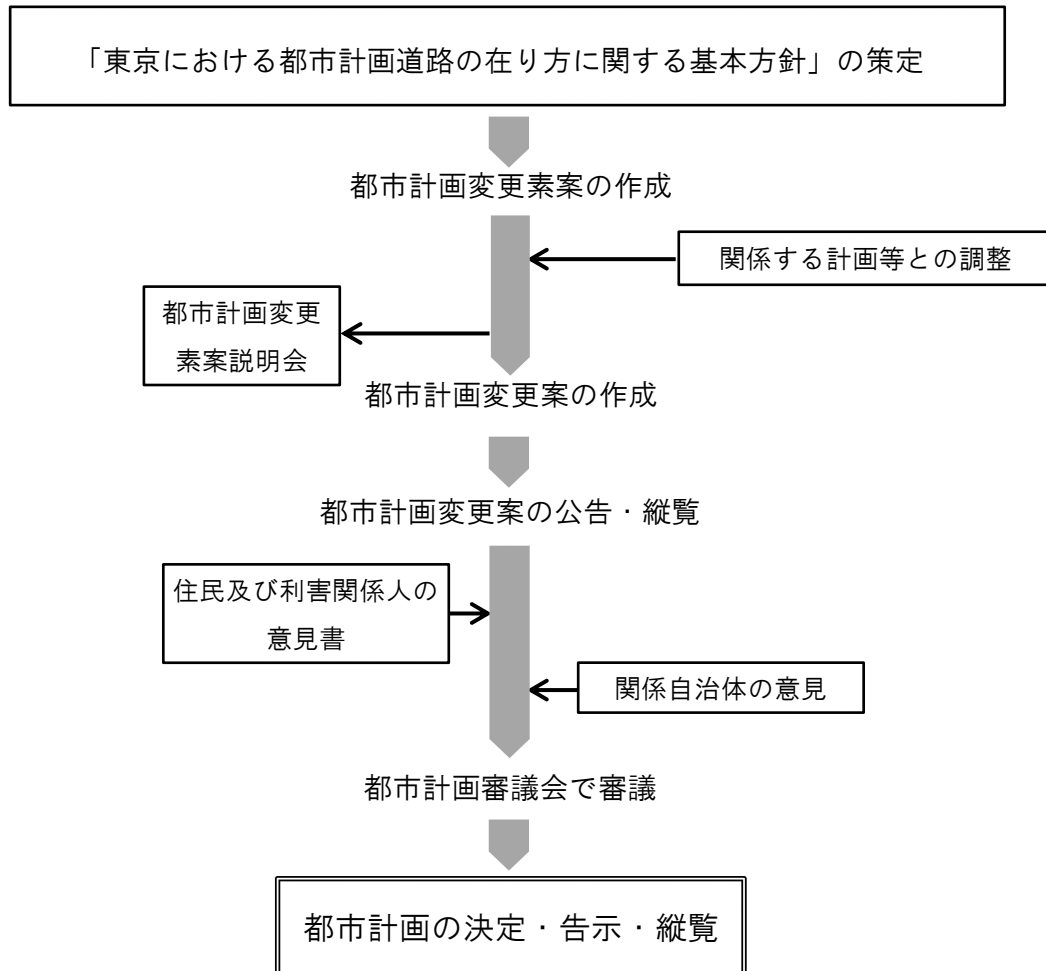 「東京における都市計画道路の在り方に関する基本方針」の策定
都市計画変更素案の作成
関係する計画等との調整
都市計画変更
素案説明会
都市計画変更案の作成
都市計画変更案の公告・縦覧
住民及び利害関係人の
意見書
関係自治体の意見
都市計画審議会で審議
都市計画の決定・告示・縦覧